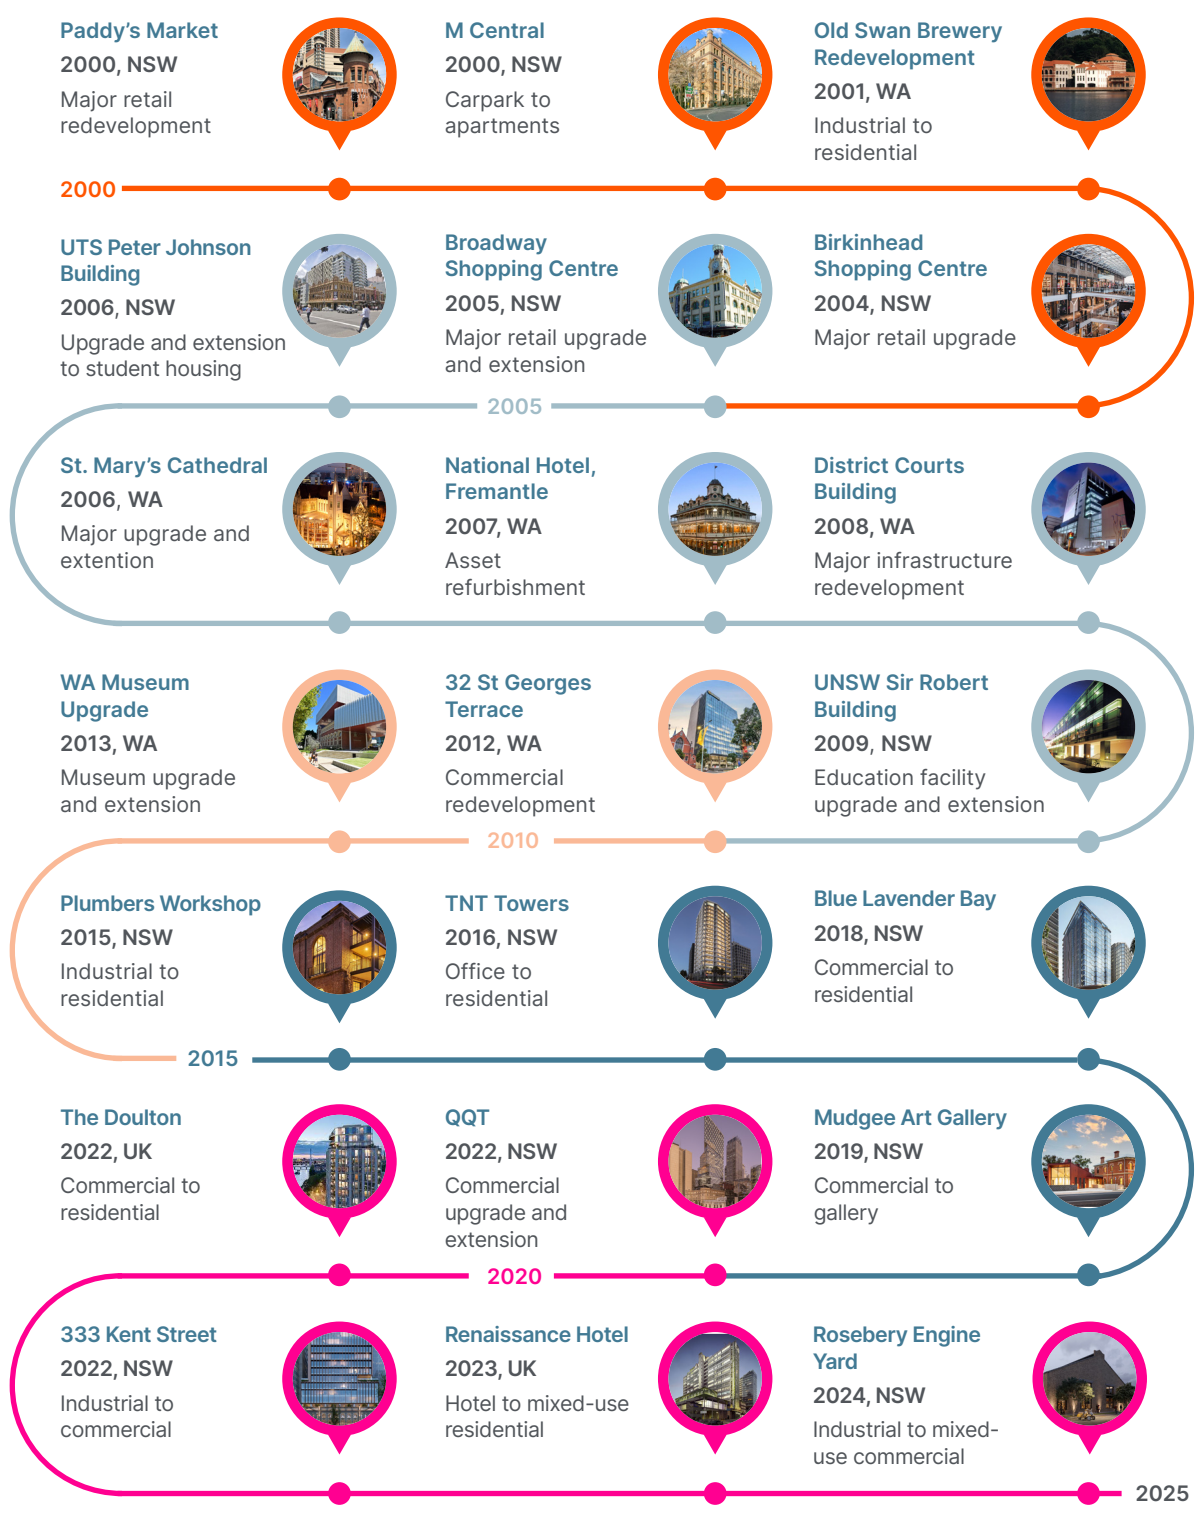 Paddy’s Market
2000, NSW
Major retail
redevelopment
M Central
2000, NSW
Carpark to
apartments
Old Swan Brewery
Redevelopment
2001, WA
Industrial to
residential
2000
UTS Peter Johnson
Building
2006, NSW
Upgrade and extension
to student housing
Broadway
Shopping Centre
2005, NSW
Major retail upgrade
and extension
Birkinhead
Shopping Centre
2004, NSW
Major retail upgrade
2005
St. Mary’s Cathedral
2006, WA
Major upgrade and
extention
National Hotel,
Fremantle
2007, WA
Asset
refurbishment
District Courts
Building
2008, WA
Major infrastructure
redevelopment
WA Museum
Upgrade
2013, WA
Museum upgrade
and extension
32 St Georges
Terrace
2012, WA
Commercial
redevelopment
UNSW Sir Robert
Building
2009, NSW
Education facility
upgrade and extension
2010
Plumbers Workshop
2015, NSW
Industrial to
residential
TNT Towers
2016, NSW
Office to
residential
Blue Lavender Bay
2018, NSW
Commercial to
residential
2015
The Doulton
2022, UK
Commercial to
residential
QQT
2022, NSW
Commercial
upgrade and
extension
Mudgee Art Gallery
2019, NSW
Commercial to
gallery
2020
333 Kent Street
2022, NSW
Industrial to
commercial
Renaissance Hotel
2023, UK
Hotel to mixed-use
residential
Rosebery Engine
Yard
2024, NSW
Industrial to mixed-
use commercial
2025